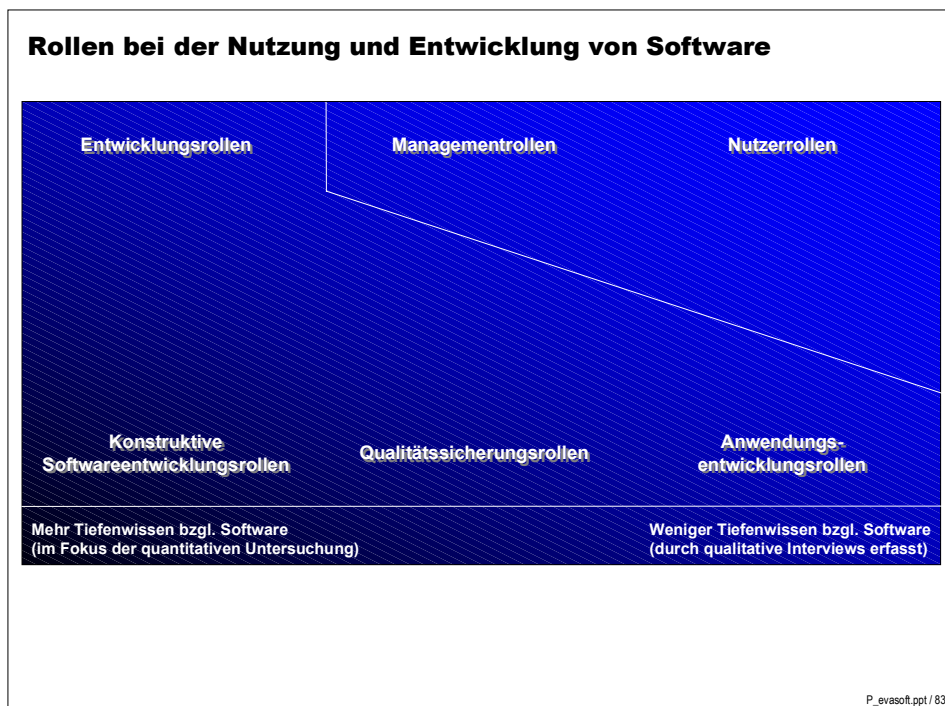 Rollen bei der Nutzung und Entwicklung von Software
Entwicklungsrollen
Managementrollen
Nutzerrollen
Konstruktive
Softwareentwicklungsrollen
Qualitätssicherungsrollen
Anwendungs-
entwicklungsrollen
Mehr Tiefenwissen bzgl. Software
(im Fokus der quantitativen Untersuchung)
Weniger Tiefenwissen bzgl. Software
(durch qualitative Interviews erfasst)
P_evasoft.ppt / 83